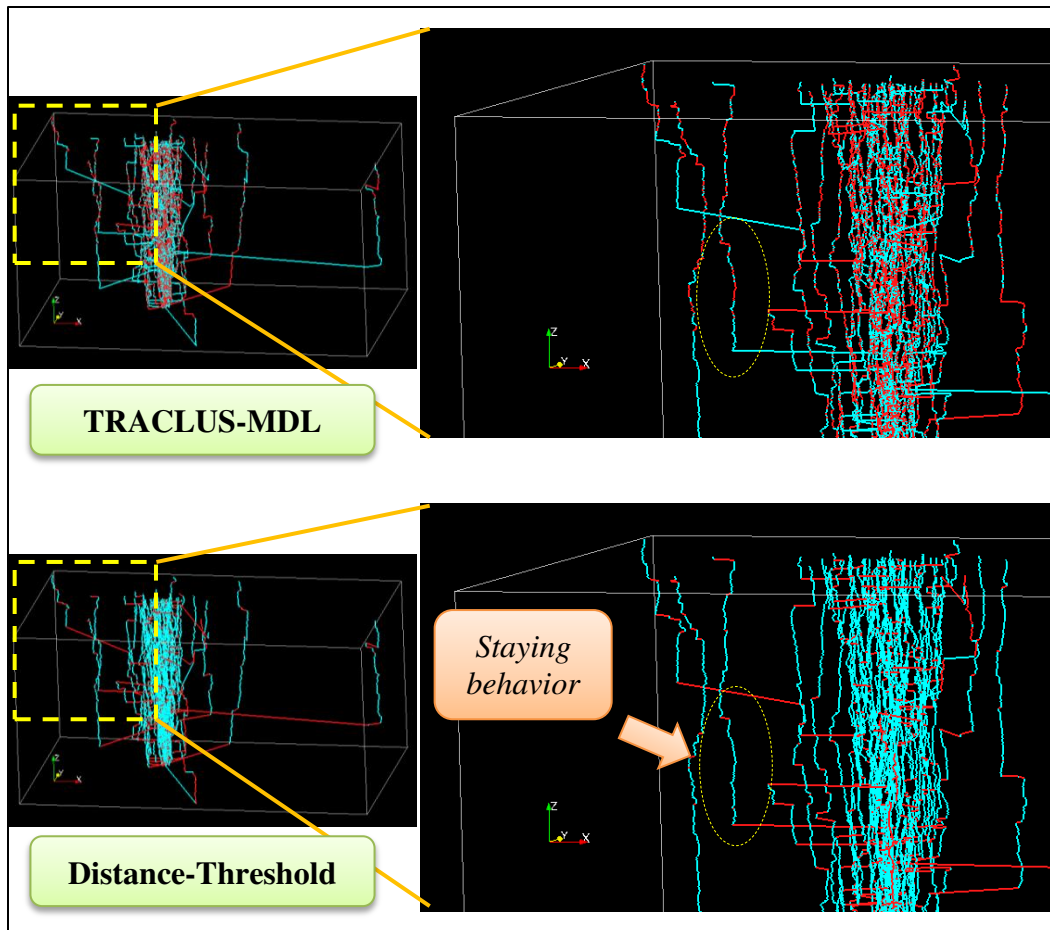 Z
Y
X
TRACLUS-MDL
Z
Y
X
Z
Y
X
Distance-Threshold
Staying
behavior
Z
Y
X